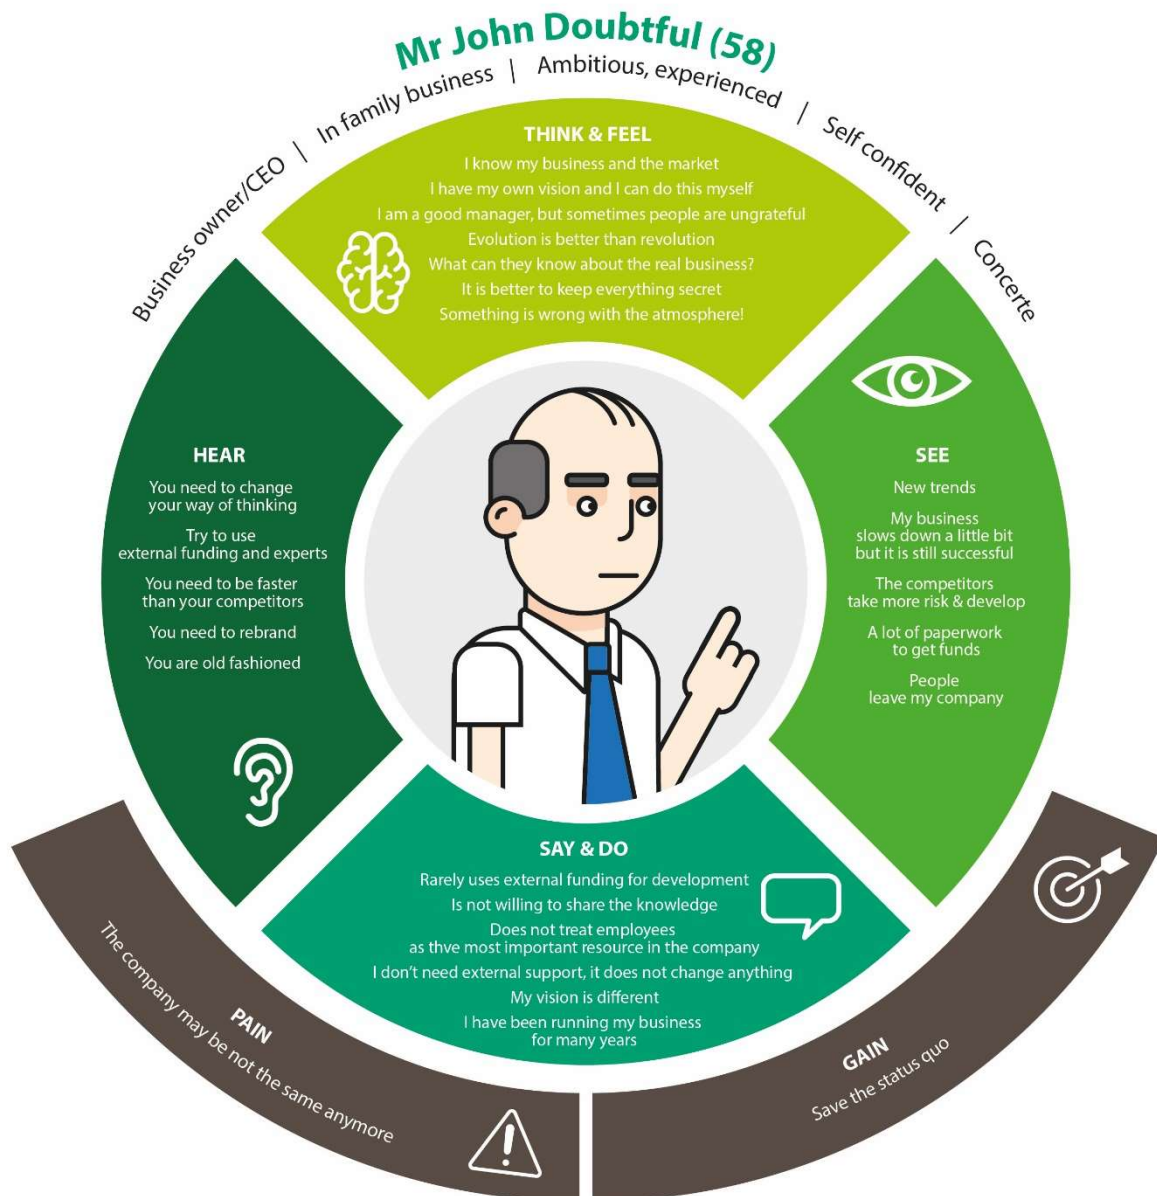 Mr John Doubtful (58)
Business owner/CEO | In family business | Ambitious, experienced | Self confident | Concerte
THINK & FEEL
I know my business and the market
I have my own vision and I can do this myself
I am a good manager, but sometimes people are ungrateful
Evolution is better than revolution
What can they know about the real business?
It is better to keep everything secret
Something is wrong with the atmosphere!
HEAR
You need to change
your way of thinking
Try to use
external funding and experts
You need to be faster
than your competitors
You need to rebrand
You are old fashioned
SEE
New trends
My business
slows down a little bit
but it is still successful
The competitors
take more risk & develop
A lot of paperwork
to get funds
People
leave my company
SAY & DO
Rarely uses external funding for development
Is not willing to share the knowledge
Does not treat employees
as thve most important resource in the company
I don't need external support, it does not change anything
My vision is different
I have been running my business
for many years
PAIN
The company may be not the same anymore
GAIN
Save the status quo